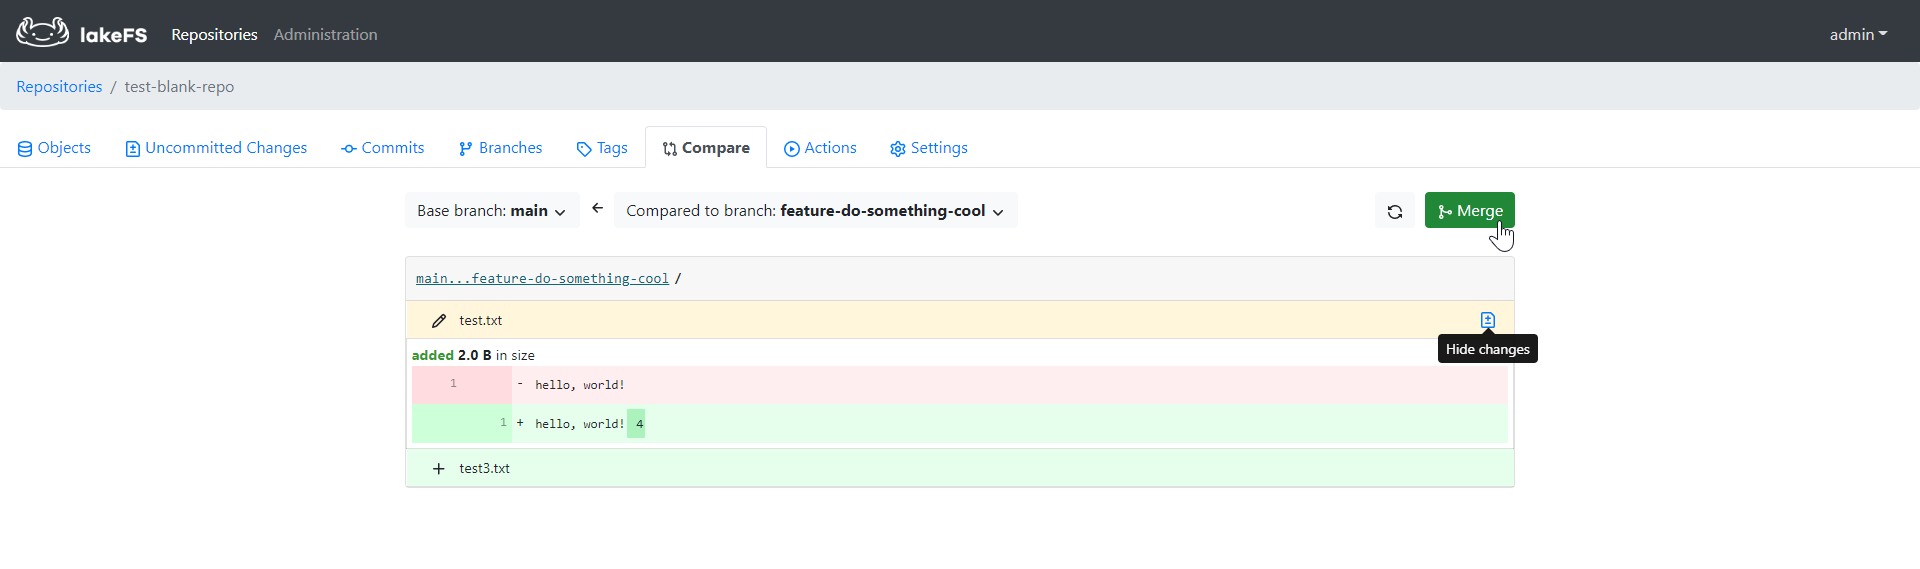 lakeFS Repositories Administration admin
Repositories / test-blank-repo
Objects Uncommitted Changes Commits Branches Tags Compare Actions Settings
Base branch: main Compared to branch: feature-do-something-cool Merge
main...feature-do-something-cool /
test.txt
Hide changes
added 2.0 B in size
1 - hello, world!
1 + hello, world! 4
+ test3.txt